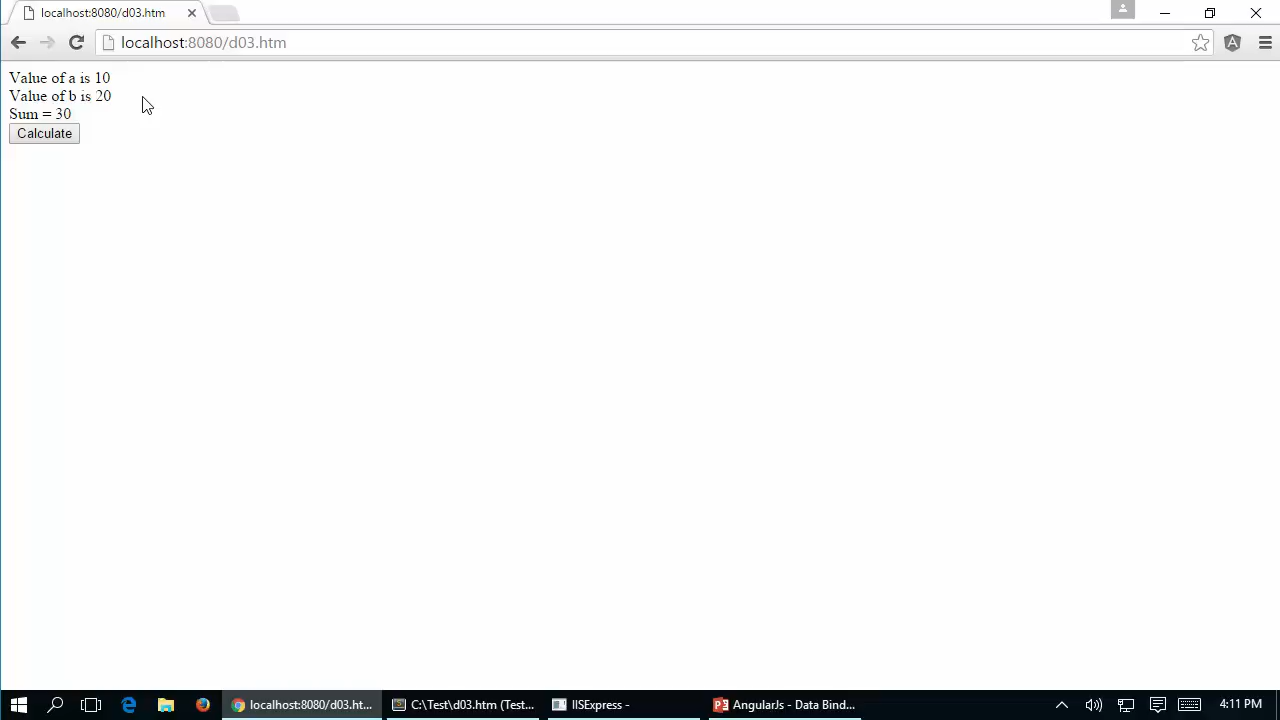 localhost:8080/d03.htm
localhost:8080/d03.htm
Value of a is 10
Value of b is 20
Sum = 30
Calculate
localhost:8080/d03.ht...
C:\Test\d03.htm (Test...
IISExpress -
AngularJs - Data Bind...
4:11 PM